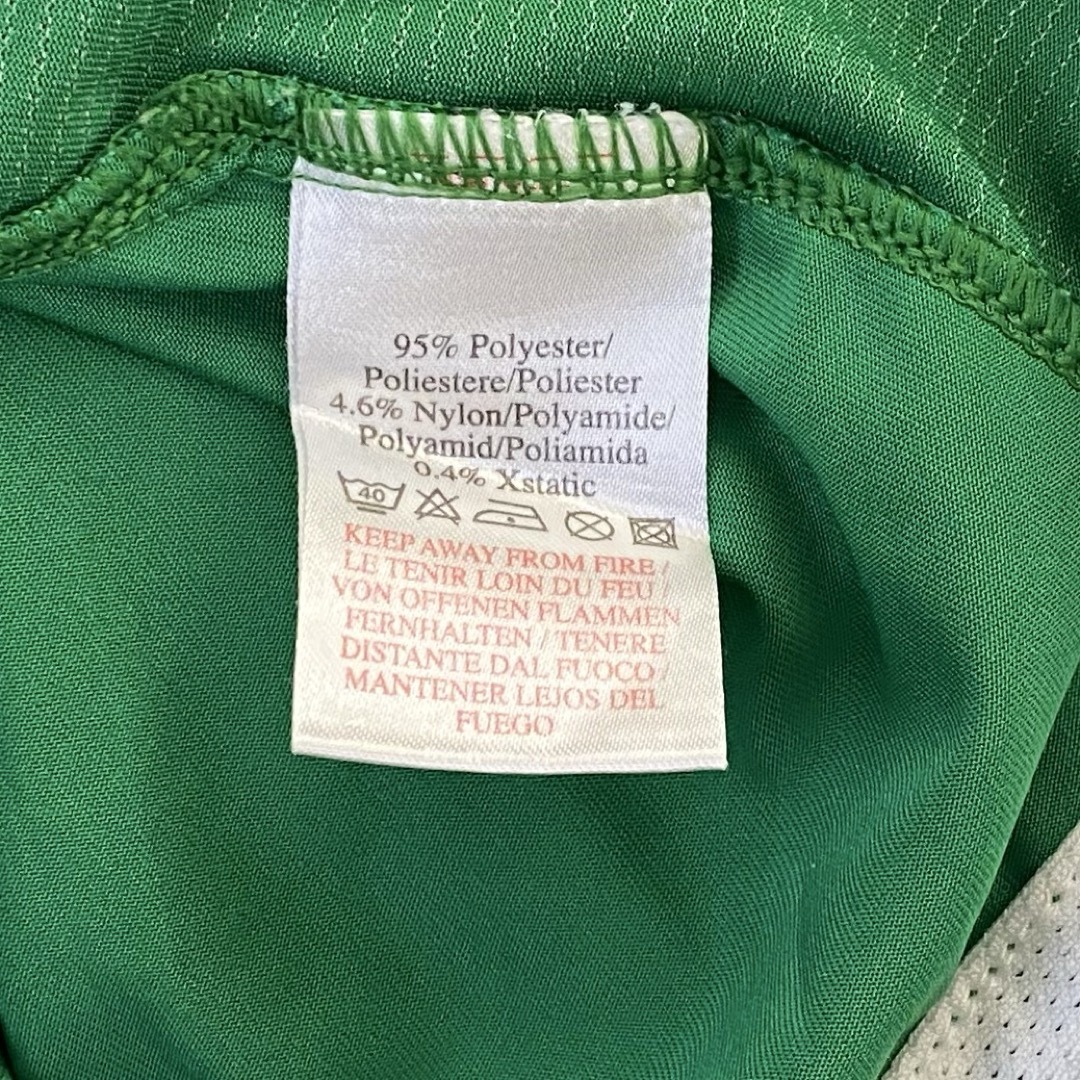 95% Polyester/
Poliestere/Poliester
4.6% Nylon/Polyamide/
Polyamid/Poliamida
0.4% Xstatic
40
KEEP AWAY FROM FIRE /
LE TENIR LOIN DU FEU /
VON OFFENEN FLAMMEN
FERNHALTEN / TENERE
DISTANTE DAL FUOCO /
MANTENER LEJOS DEL
FUEGO